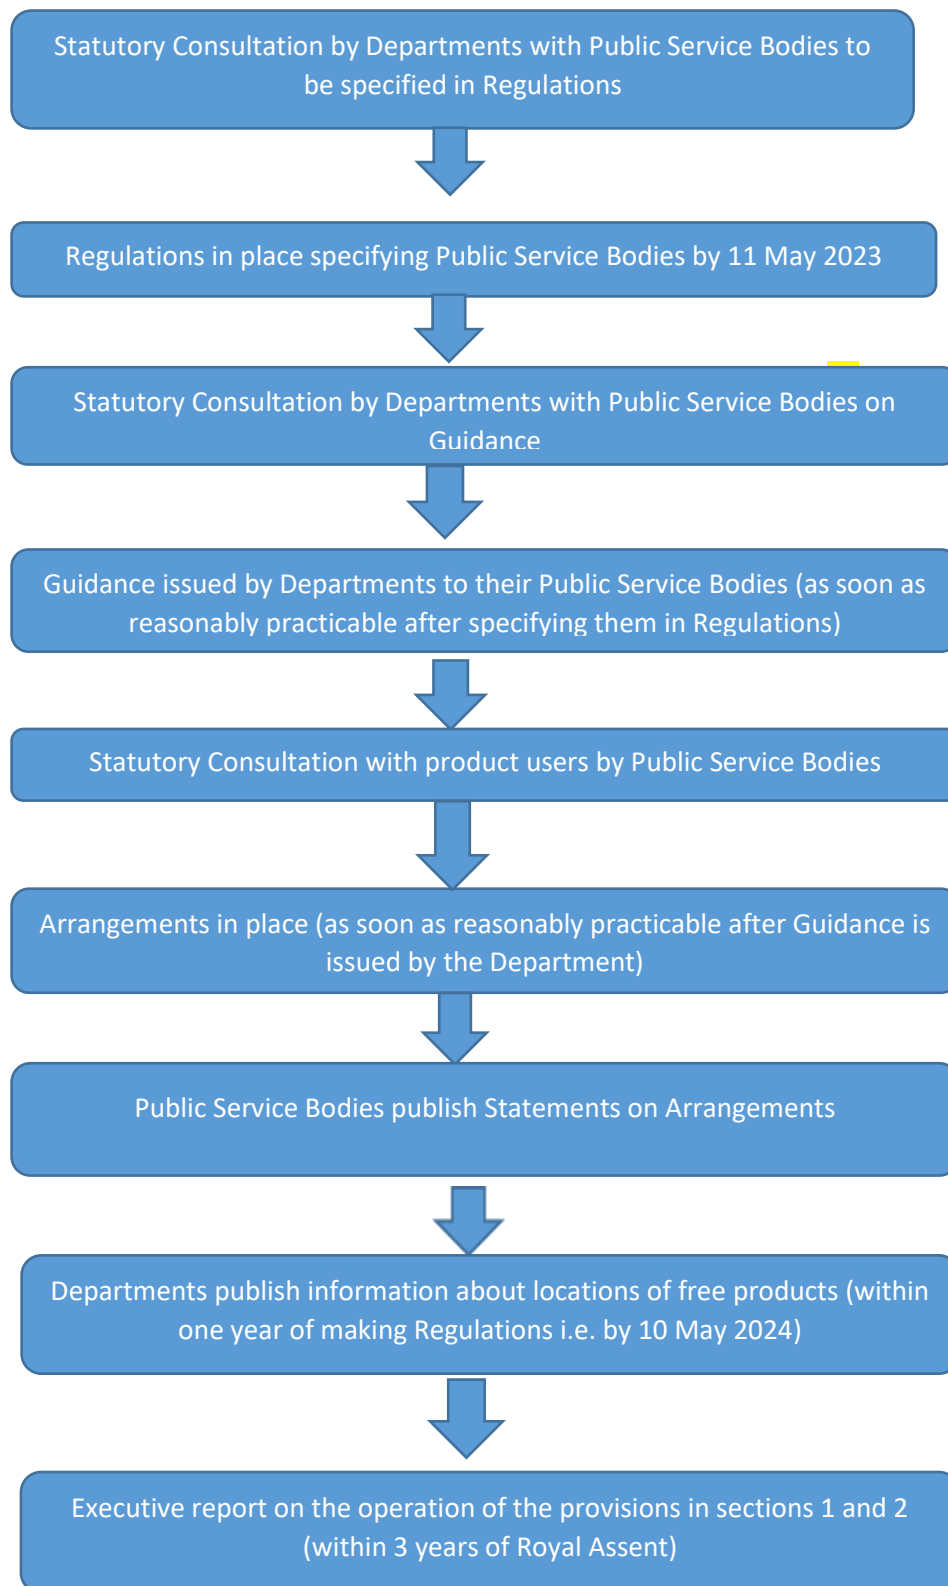 Statutory Consultation by Departments with Public Service Bodies to
be specified in Regulations
Regulations in place specifying Public Service Bodies by 11 May 2023
Statutory Consultation by Departments with Public Service Bodies on
Guidance
Guidance issued by Departments to their Public Service Bodies (as soon as
reasonably practicable after specifying them in Regulations)
Statutory Consultation with product users by Public Service Bodies
Arrangements in place (as soon as reasonably practicable after Guidance is
issued by the Department)
Public Service Bodies publish Statements on Arrangements
Departments publish information about locations of free products (within
one year of making Regulations i.e. by 10 May 2024)
Executive report on the operation of the provisions in sections 1 and 2
(within 3 years of Royal Assent)